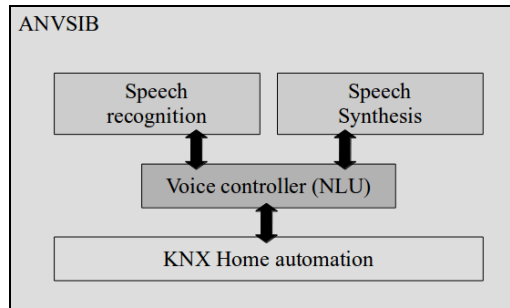 ANVSIB
Speech
recognition
Speech
Synthesis
Voice controller (NLU)
KNX Home automation